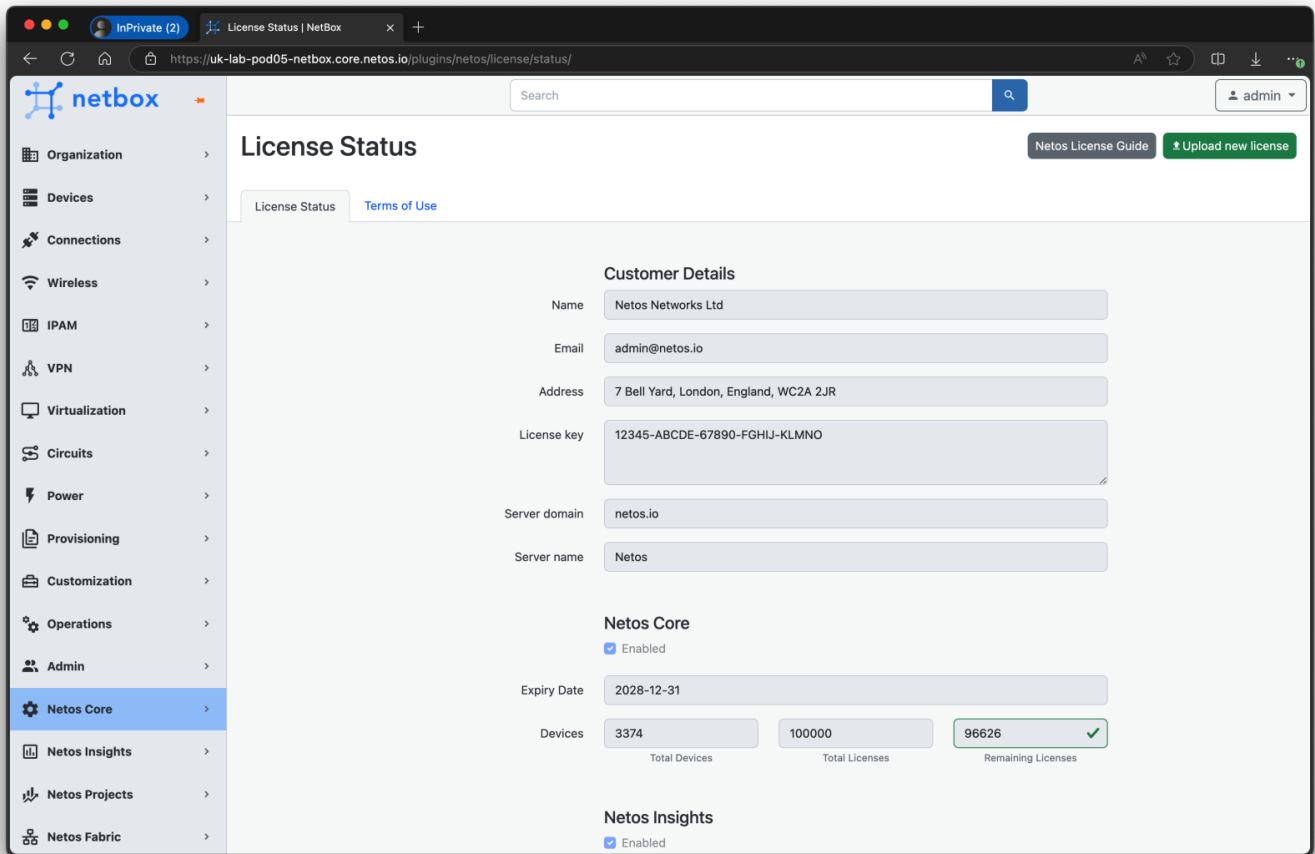 InPrivate (2)
License Status | NetBox
https://uk-lab-pod05-netbox.core.netos.io/plugins/netos/license/status/
netbox
Search
admin
Organization
Devices
Connections
Wireless
IPAM
VPN
Virtualization
Circuits
Power
Provisioning
Customization
Operations
Admin
Netos Core
Netos Insights
Netos Projects
Netos Fabric
License Status
Netos License Guide
Upload new license
License Status
Terms of Use
Customer Details
Name
Netos Networks Ltd
Email
admin@netos.io
Address
7 Bell Yard, London, England, WC2A 2JR
License key
12345-ABCDE-67890-FGHIJ-KLMNO
Server domain
netos.io
Server name
Netos
Netos Core
Enabled
Expiry Date
2028-12-31
Devices
3374
100000
96626
Total Devices
Total Licenses
Remaining Licenses
Netos Insights
Enabled